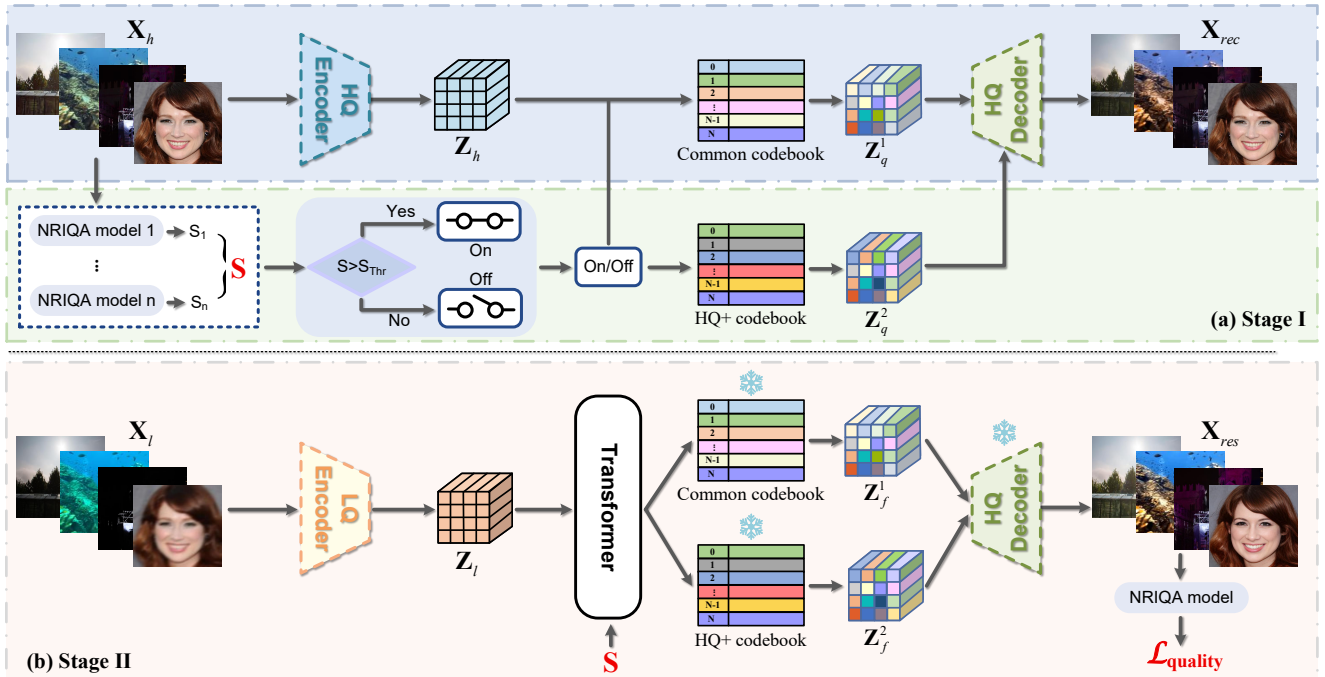 X_h
HQ Encoder
Z_h
0
1
2
⋮
N-1
N
Common codebook
Z_q^1
HQ Decoder
X_rec
NRIQA model 1
S_1
⋮
NRIQA model n
S_n
S
S>S_Thr
Yes
On
Off
No
On/Off
0
1
2
⋮
N-1
N
HQ+ codebook
Z_q^2
(a) Stage I
X_l
LQ Encoder
Z_l
Transformer
S
0
1
2
⋮
N-1
N
Common codebook
Z_f^1
0
1
2
⋮
N-1
N
HQ+ codebook
Z_f^2
HQ Decoder
X_res
NRIQA model
ℒ_quality
(b) Stage II